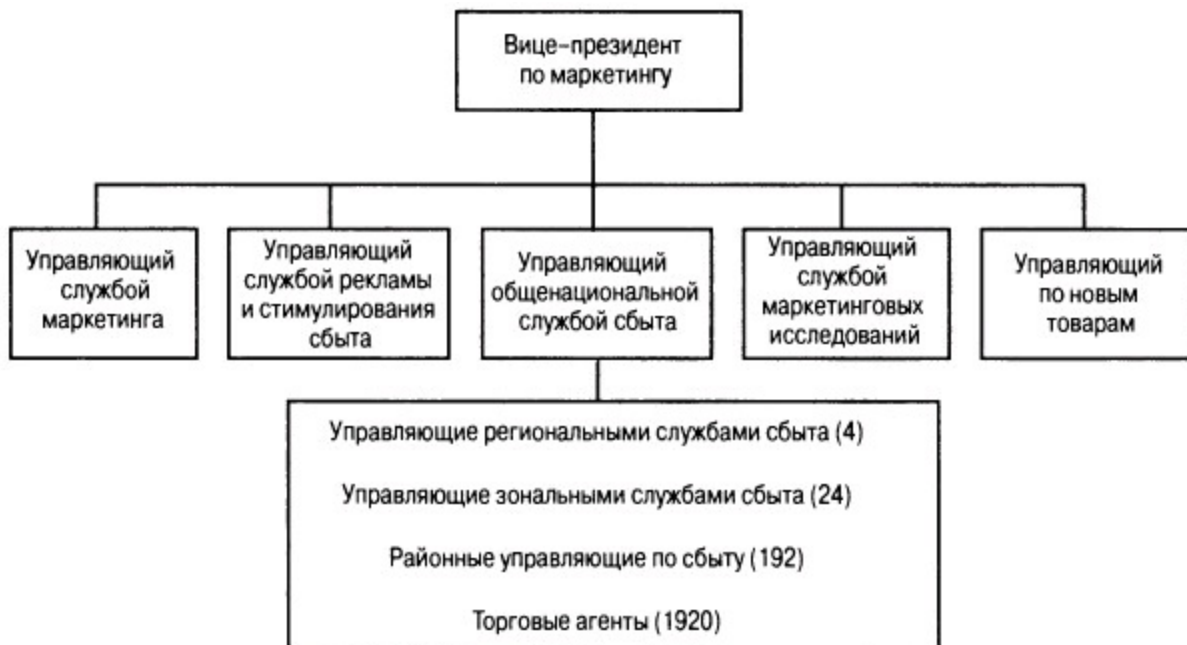 Вице-президент
по маркетингу
Управляющий
службой
маркетинга
Управляющий
службой рекламы
и стимулирования
сбыта
Управляющий
общенациональной
службой сбыта
Управляющий
службой
маркетинговых
исследований
Управляющий
по новым
товарам
Управляющие региональными службами сбыта (4)
Управляющие зональными службами сбыта (24)
Районные управляющие по сбыту (192)
Торговые агенты (1920)